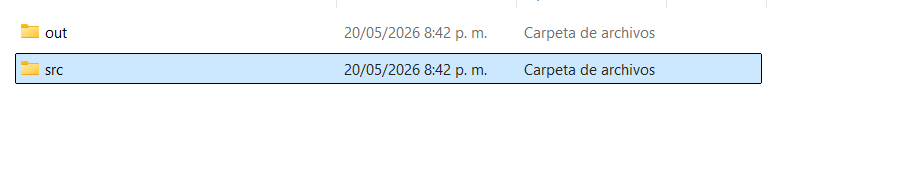 out 20/05/2026 8:42 p. m. Carpeta de archivos
src 20/05/2026 8:42 p. m. Carpeta de archivos